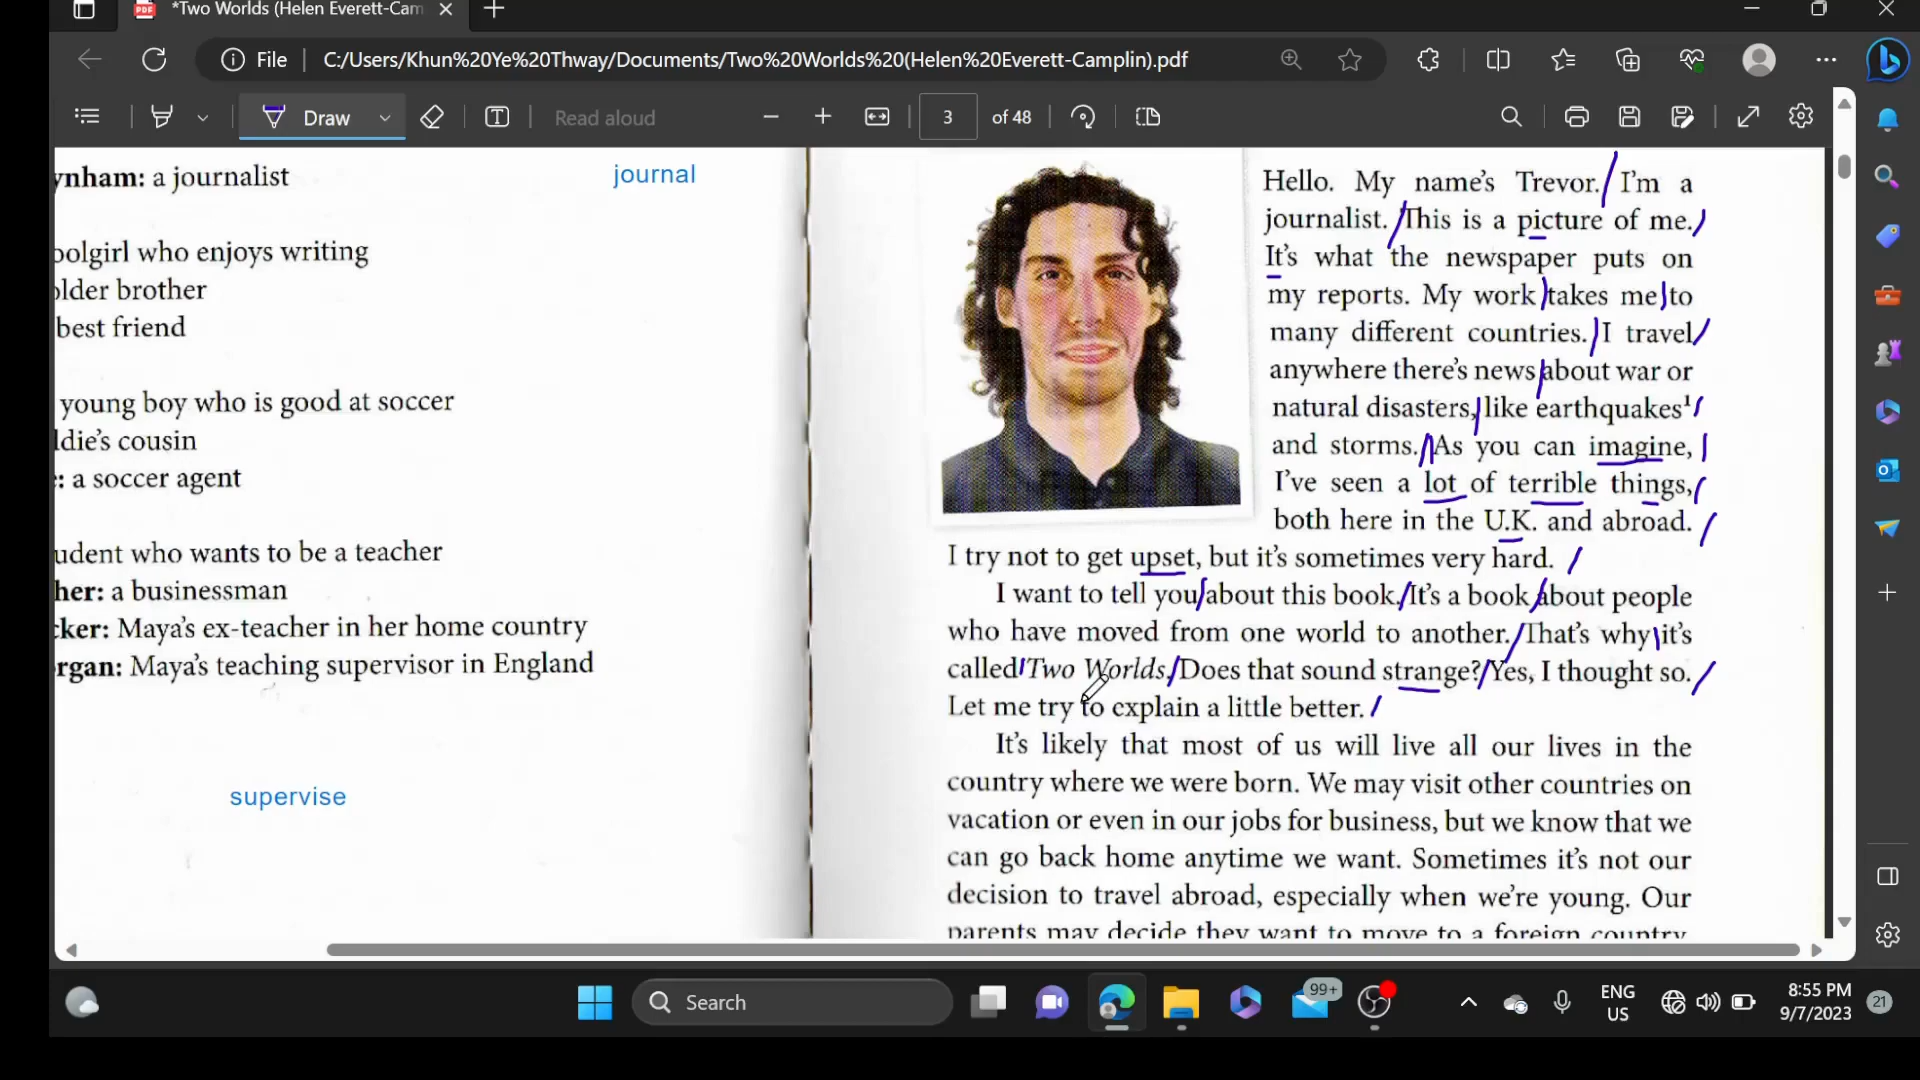 *Two Worlds (Helen Everett-Cam
File
C:/Users/Khun%20Ye%20Thway/Documents/Two%20Worlds%20(Helen%20Everett-Camplin).pdf
Draw
Read aloud
3
of 48
ynham: a journalist
oolgirl who enjoys writing
older brother
best friend
young boy who is good at soccer
ldie's cousin
: a soccer agent
udent who wants to be a teacher
her: a businessman
cker: Maya's ex-teacher in her home country
rgan: Maya's teaching supervisor in England
journal
supervise
Hello. My name's Trevor. I'm a
journalist. This is a picture of me.
It's what the newspaper puts on
my reports. My work takes me to
many different countries. I travel
anywhere there's news about war or
natural disasters, like earthquakes¹
and storms. As you can imagine,
I've seen a lot of terrible things,
both here in the U.K. and abroad.
I try not to get upset, but it's sometimes very hard.
I want to tell you about this book. It's a book about people
who have moved from one world to another. That's why it's
called Two Worlds. Does that sound strange? Yes, I thought so.
Let me try to explain a little better.
It's likely that most of us will live all our lives in the
country where we were born. We may visit other countries on
vacation or even in our jobs for business, but we know that we
can go back home anytime we want. Sometimes it's not our
decision to travel abroad, especially when we're young. Our
parents may decide they want to move to a foreign country.
Search
99+
ENG
US
8:55 PM
9/7/2023
21